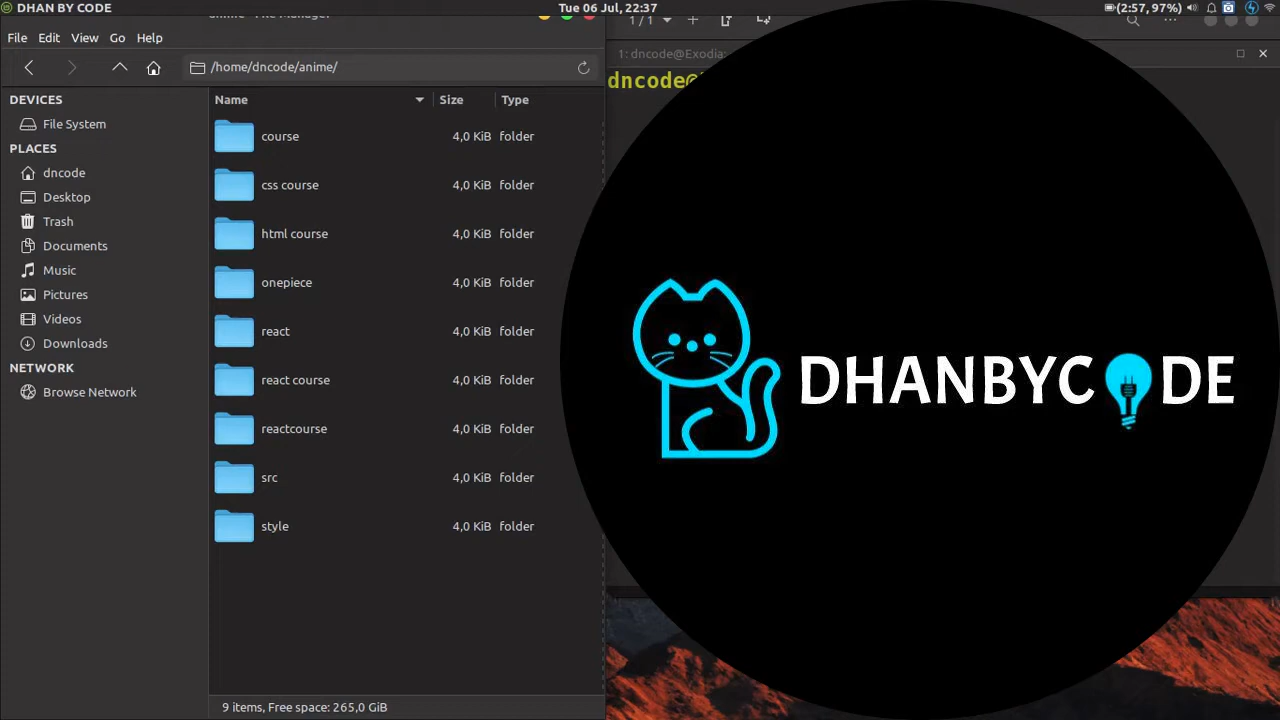 DHAN BY CODE
Tue 06 Jul, 22:37
(2:57, 97%)
File Edit View Go Help
1 / 1
/home/dncode/anime/
1: dncode@Exodia:
dncode@
DEVICES
File System
PLACES
dncode
Desktop
Trash
Documents
Music
Pictures
Videos
Downloads
NETWORK
Browse Network
Name Size Type
course 4,0 KiB folder
css course 4,0 KiB folder
html course 4,0 KiB folder
onepiece 4,0 KiB folder
react 4,0 KiB folder
react course 4,0 KiB folder
reactcourse 4,0 KiB folder
src 4,0 KiB folder
style 4,0 KiB folder
9 items, Free space: 265,0 GiB
DHANBYCODE